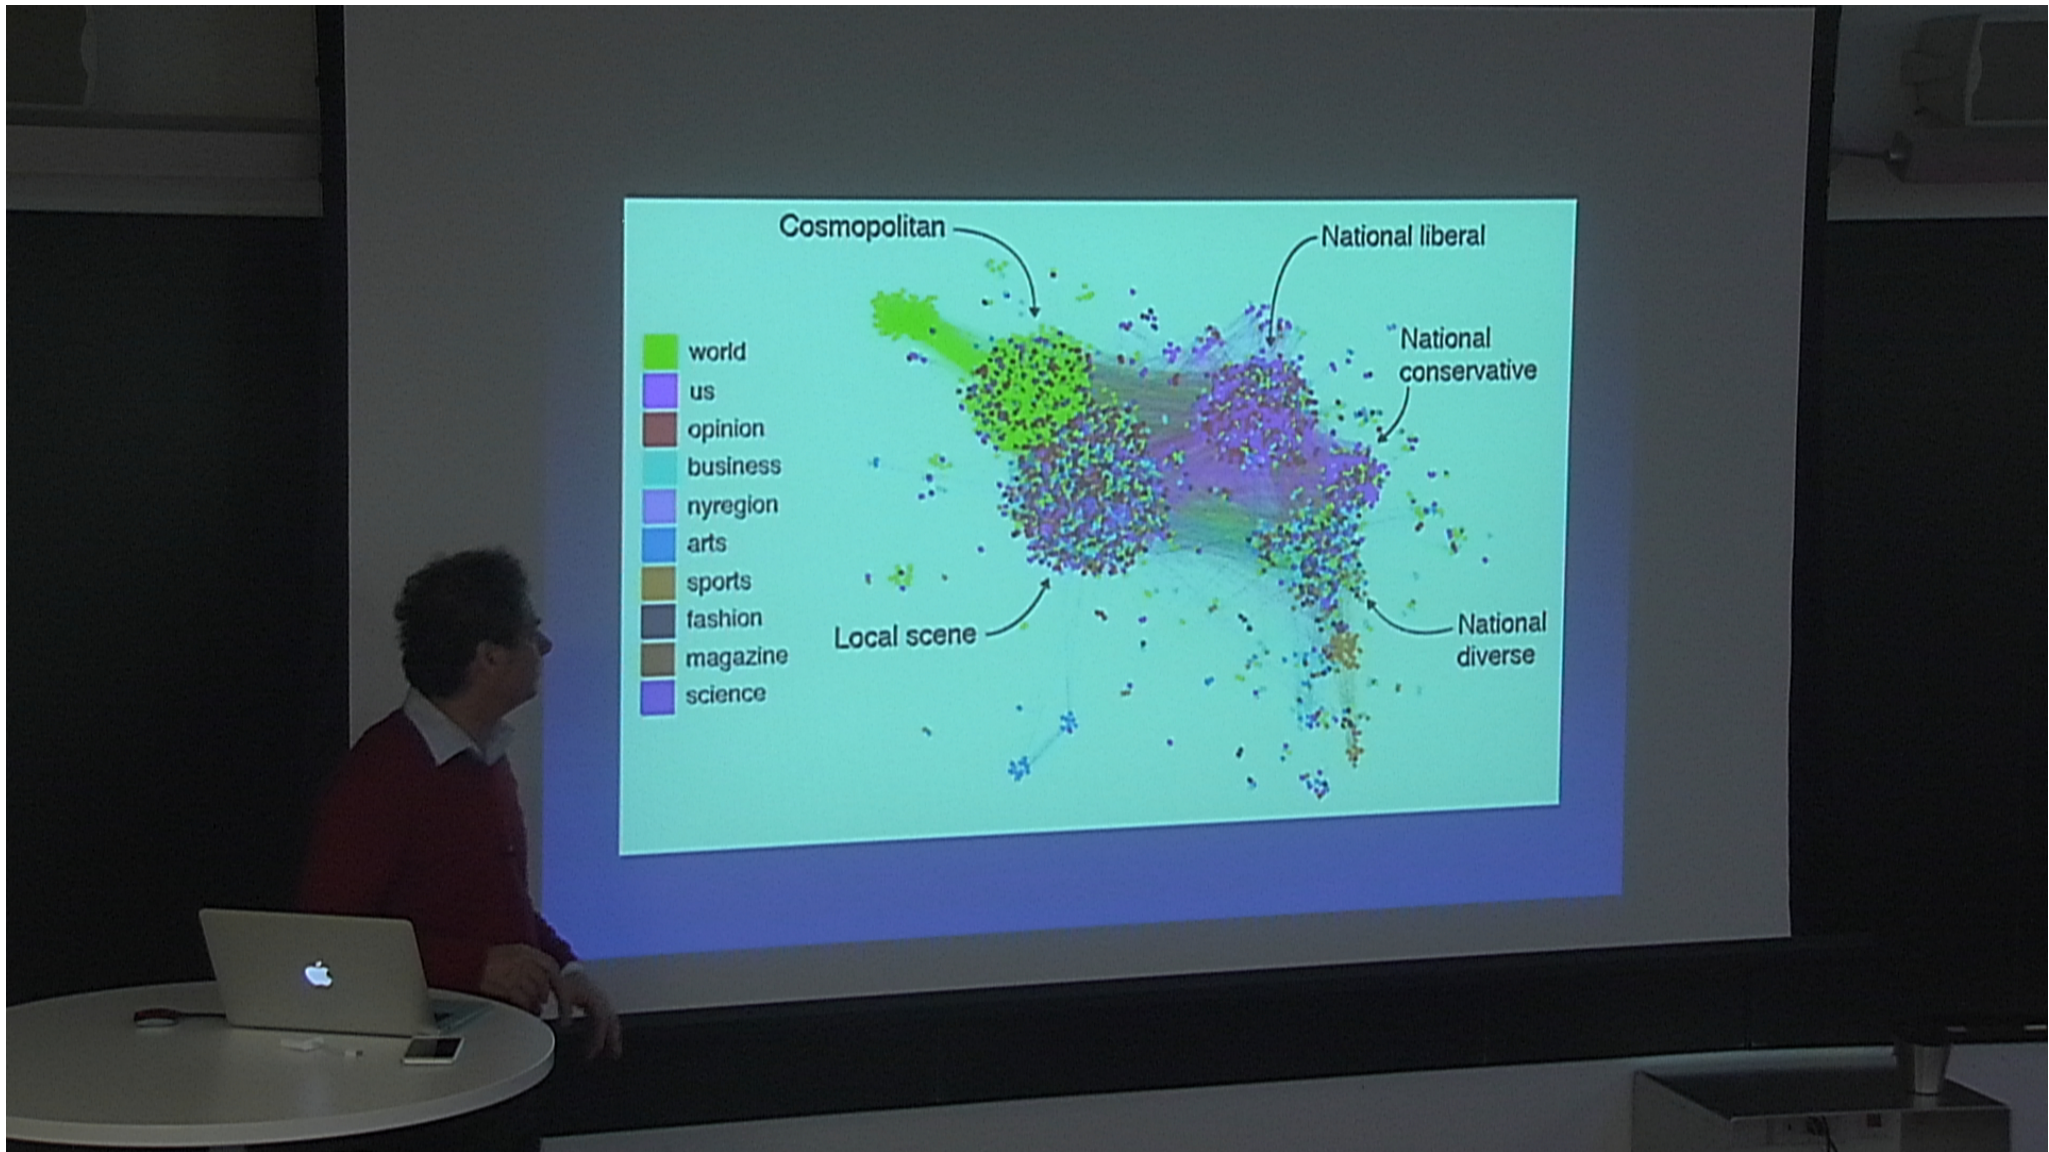 Cosmopolitan
National liberal
National
conservative
world
us
opinion
business
nyregion
arts
sports
fashion
magazine
science
Local scene
National
diverse